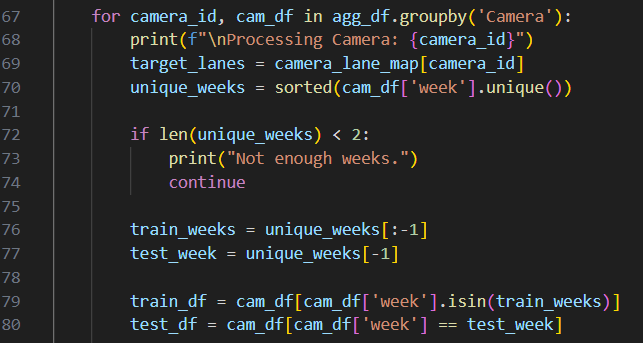 67 for camera_id, cam_df in agg_df.groupby('Camera'):
68 print(f"\nProcessing Camera: {camera_id}")
69 target_lanes = camera_lane_map[camera_id]
70 unique_weeks = sorted(cam_df['week'].unique())
71
72 if len(unique_weeks) < 2:
73 print("Not enough weeks.")
74 continue
75
76 train_weeks = unique_weeks[:-1]
77 test_week = unique_weeks[-1]
78
79 train_df = cam_df[cam_df['week'].isin(train_weeks)]
80 test_df = cam_df[cam_df['week'] == test_week]